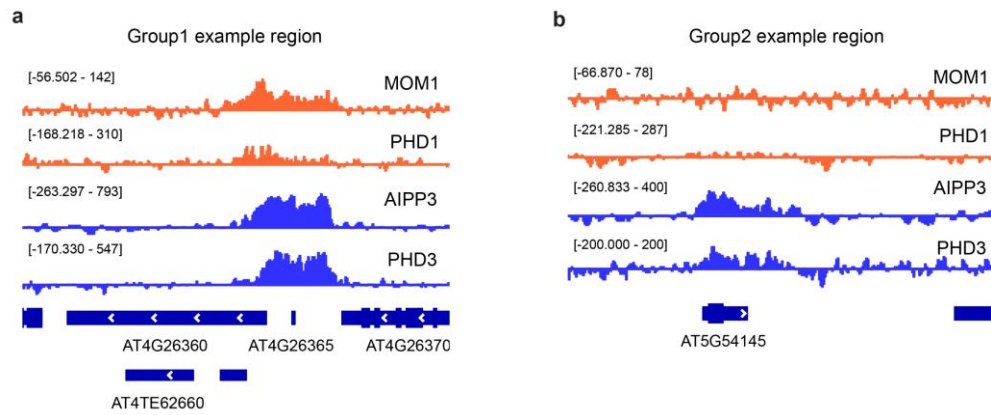 a
Group1 example region
[-56.502 - 142]
MOM1
[-168.218 - 310]
PHD1
[-263.297 - 793]
AIPP3
[-170.330 - 547]
PHD3
AT4G26360 AT4G26365 AT4G26370
AT4TE62660
b
Group2 example region
[-66.870 - 78]
MOM1
[-221.285 - 287]
PHD1
[-260.833 - 400]
AIPP3
[-200.000 - 200]
PHD3
AT5G54145